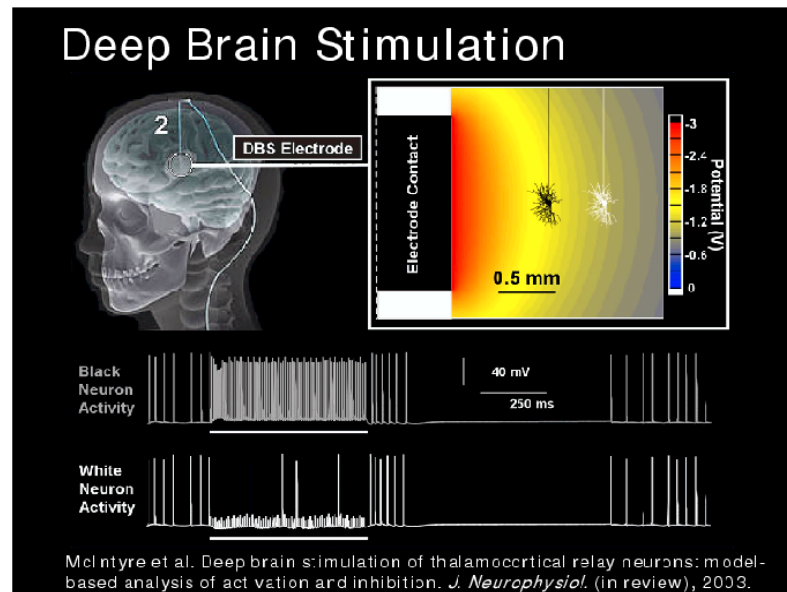 Deep Brain Stimulation
2
DBS Electrode
Electrode Contact
0.5 mm
-3
-2.4
-1.8
-1.2
-0.6
0
Potential (V)
Black
Neuron
Activity
40 mV
250 ms
White
Neuron
Activity
McIntyre et al. Deep brain stimulation of thalamocortical relay neurons: model-
based analysis of activation and inhibition. J. Neurophysiol. (in review), 2003.